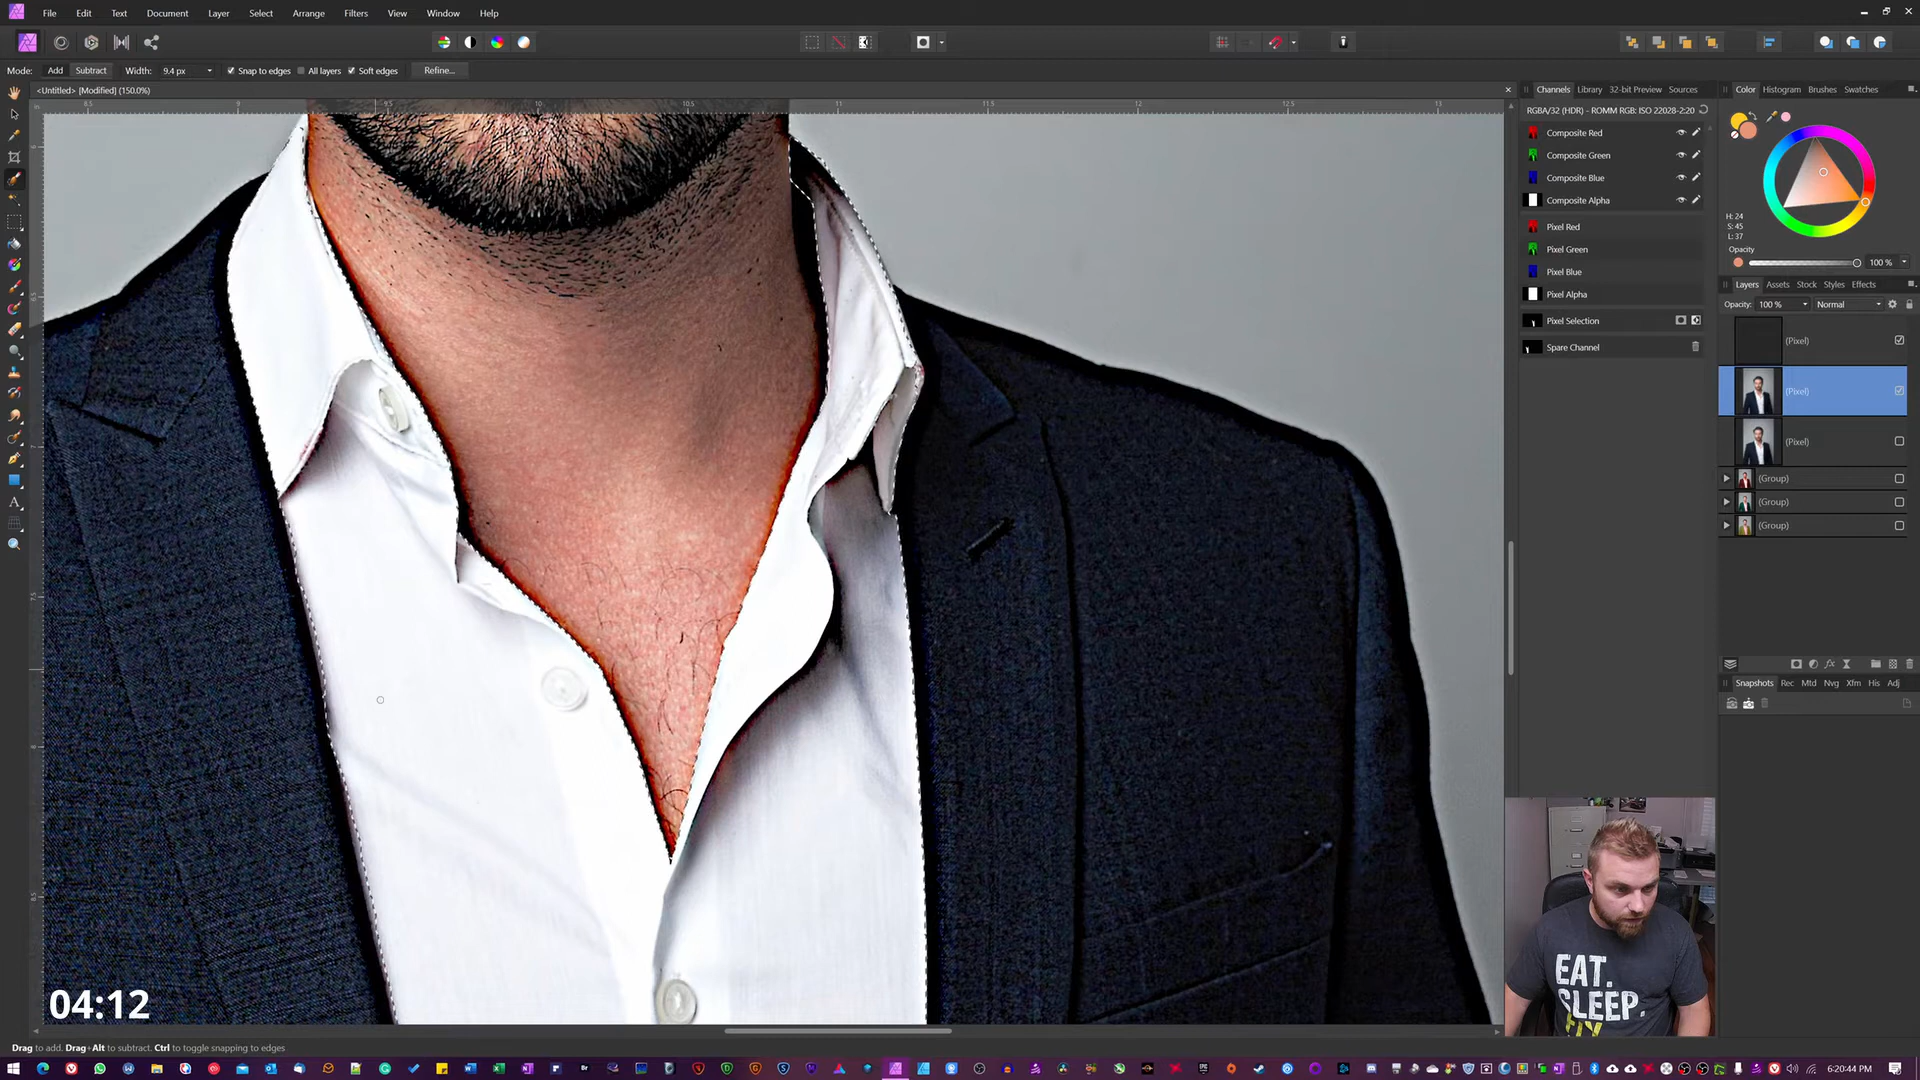 File Edit Text Document Layer Select Arrange Filters View Window Help
Mode: Add Subtract Width: 9.4 px Snap to edges All layers Soft edges Refine...
<Untitled> [Modified] (150.0%)
Channels Library 32-bit Preview Sources
RGBA/32 (HDR) - ROMM RGB: ISO 22028-2:20
Composite Red
Composite Green
Composite Blue
Composite Alpha
Pixel Red
Pixel Green
Pixel Blue
Pixel Alpha
Pixel Selection
Spare Channel
Color Histogram Brushes Swatches
H: 24
S: 45
L: 37
Opacity
100 %
Layers Assets Stock Styles Effects
Opacity: 100 % Normal
(Pixel)
(Pixel)
(Pixel)
(Group)
(Group)
(Group)
Snapshots Rec Mtd Nvg Xfm His Adj
EAT.
SLEEP.
04:12
Drag to add. Drag+Alt to subtract. Ctrl to toggle snapping to edges
6:20:44 PM